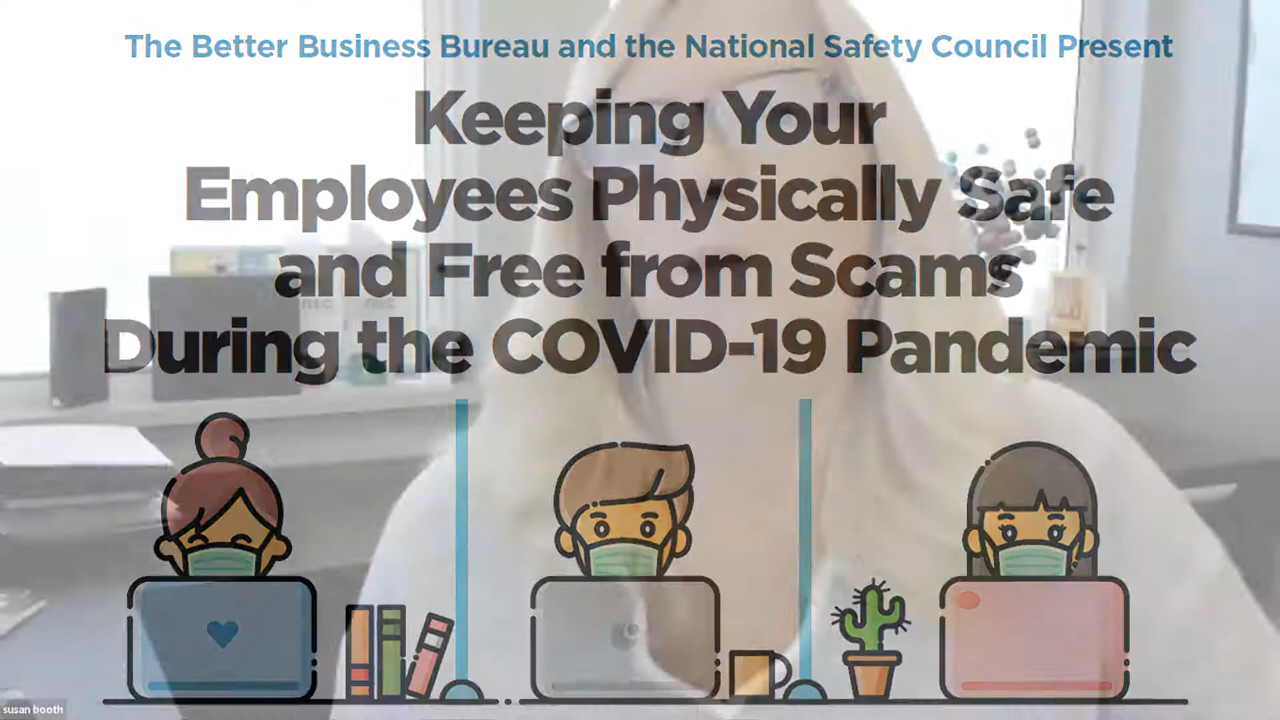 The Better Business Bureau and the National Safety Council Present
Keeping Your
Employees Physically Safe
and Free from Scams
During the COVID-19 Pandemic
susan booth